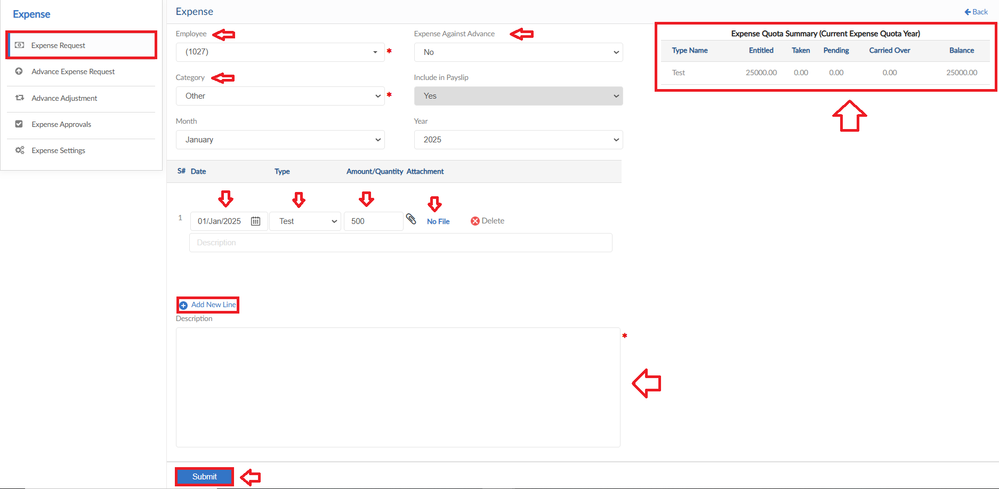 Expense
Expense Request
Advance Expense Request
Advance Adjustment
Expense Approvals
Expense Settings
Expense
Back
Employee
(1027)
*
Expense Against Advance
No
Category
Other
*
Include in Payslip
Yes
Month
January
Year
2025
Expense Quota Summary (Current Expense Quota Year)
Type Name Entitled Taken Pending Carried Over Balance
Test 25000.00 0.00 0.00 0.00 25000.00
S# Date Type Amount/Quantity Attachment
1 01/Jan/2025 Test 500 No File Delete
Description
Add New Line
Description
*
Submit